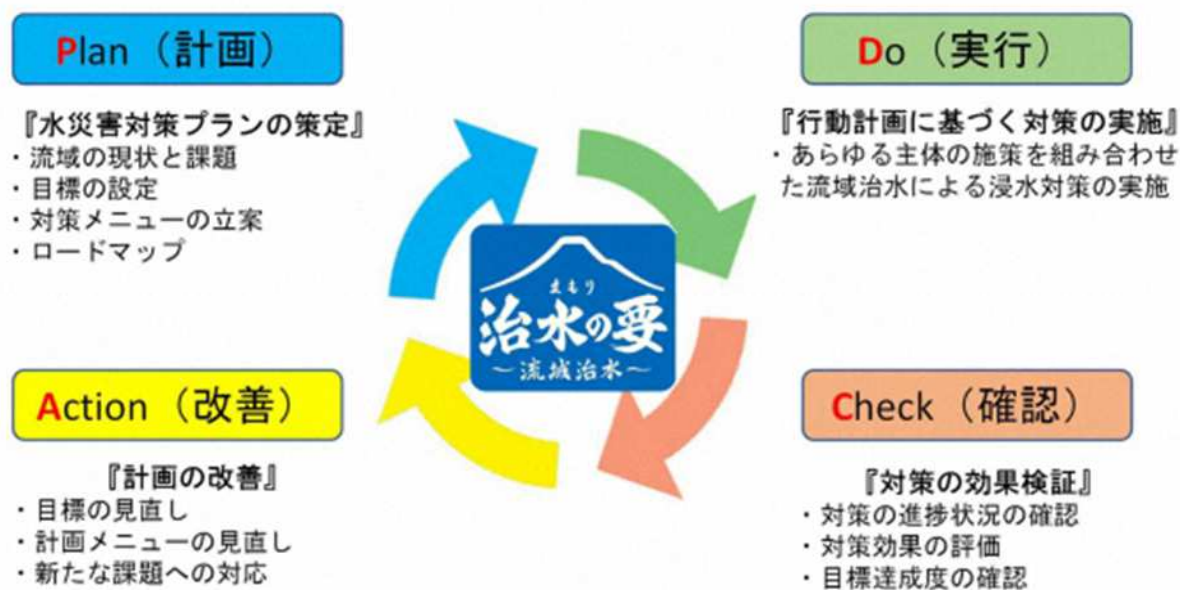 Plan（計画）
『水災害対策プランの策定』
・流域の現状と課題
・目標の設定
・対策メニューの立案
・ロードマップ
Do（実行）
『行動計画に基づく対策の実施』
・あらゆる主体の施策を組み合わせ
た流域治水による浸水対策の実施
まもり
治水の要
～流域治水～
Action（改善）
『計画の改善』
・目標の見直し
・計画メニューの見直し
・新たな課題への対応
Check（確認）
『対策の効果検証』
・対策の進捗状況の確認
・対策効果の評価
・目標達成度の確認